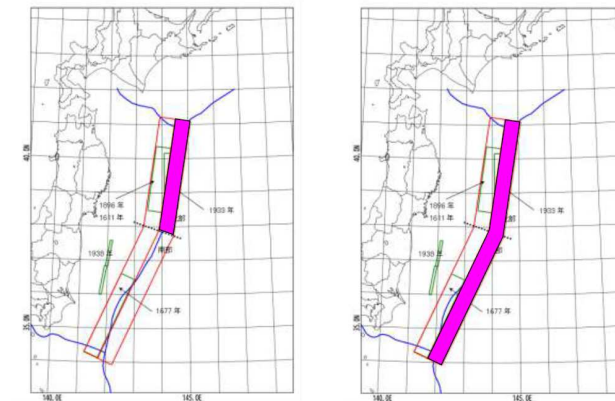 40.0N
1896 年
1611 年
1933 年
部
1938 年
南部
1677 年
35.0N
140.0E
145.0E
40.0N
1896 年
1611 年
1933 年
部
1938 年
部
1677 年
35.0N
140.0E
145.0E